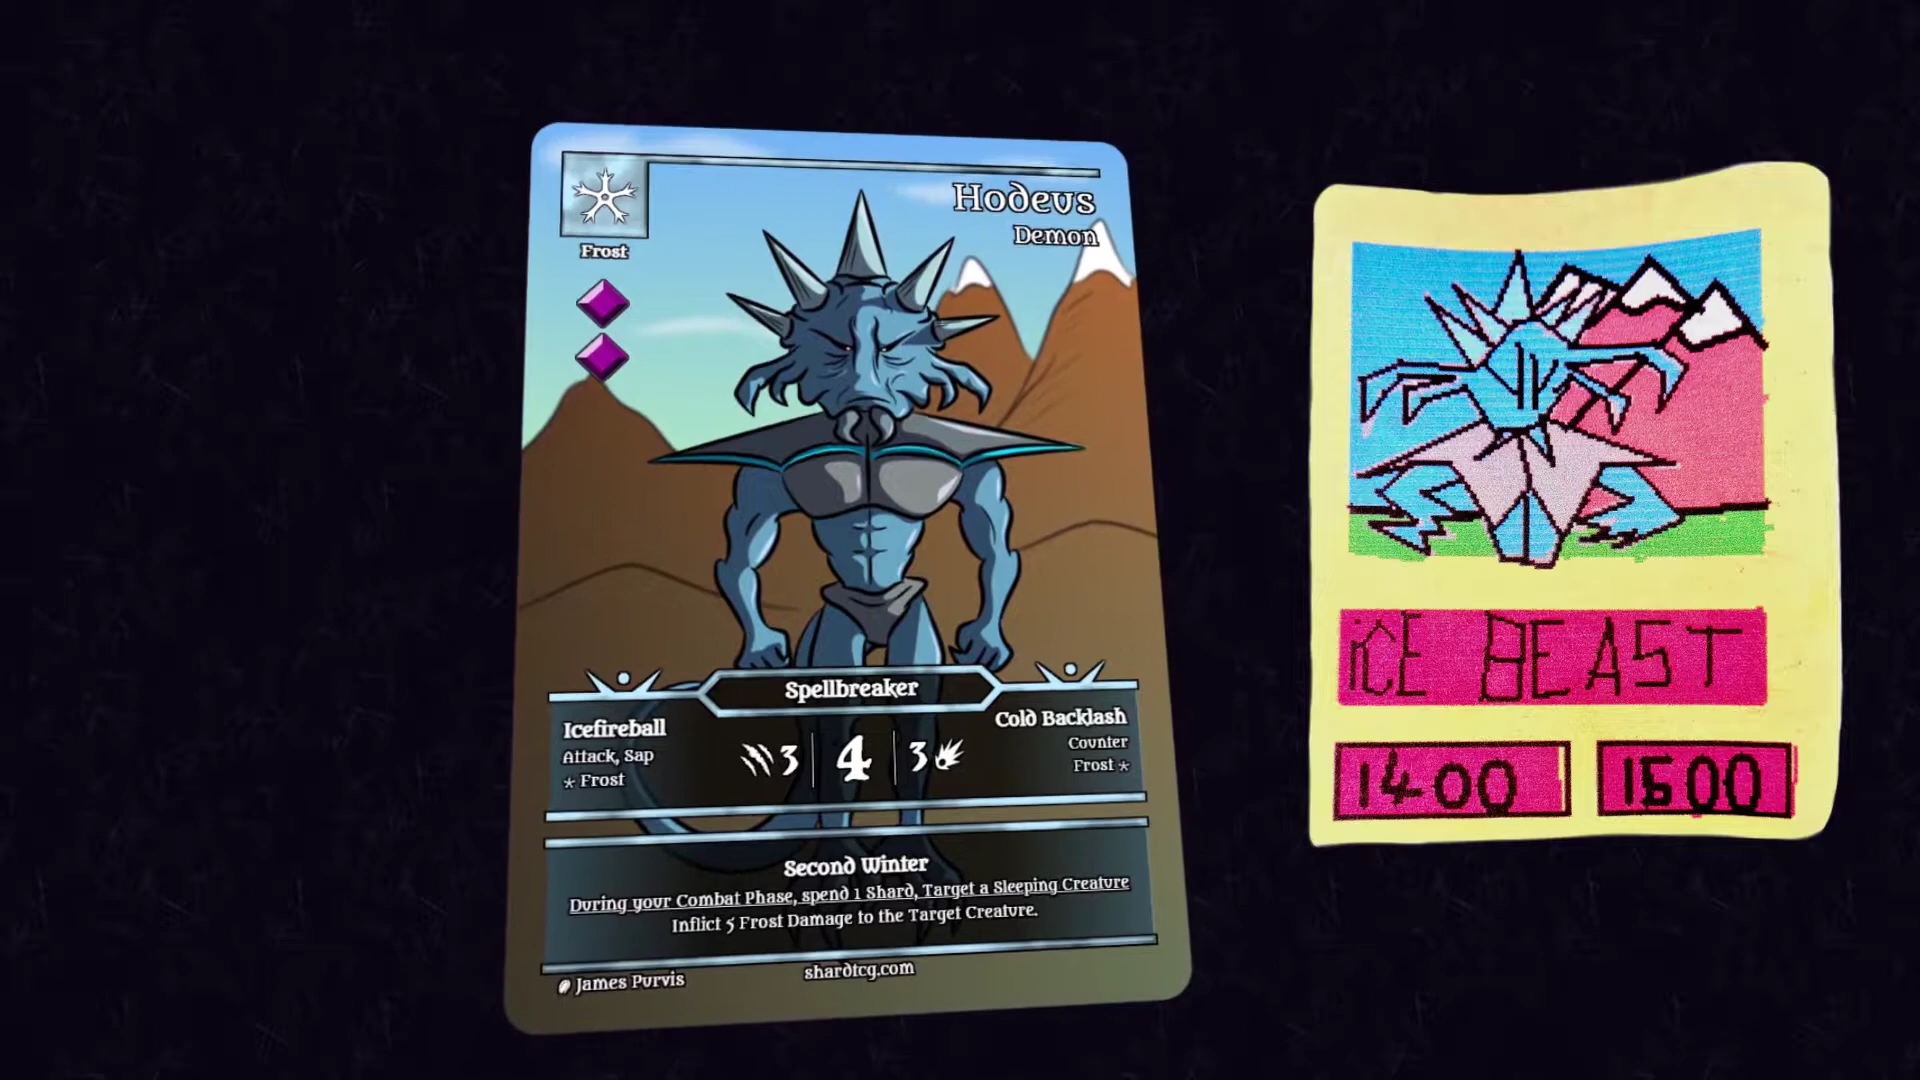 Hodeus
Demon
Frost
Spellbreaker
Icefireball
Attack, Sap
* Frost
3
4
3
Cold Backlash
Counter
Frost *
Second Winter
During your Combat Phase, spend 1 Shard, Target a Sleeping Creature
Inflict 5 Frost Damage to the Target Creature.
James Purvis
shardtcg.com
iCE BEAST
1400
1500